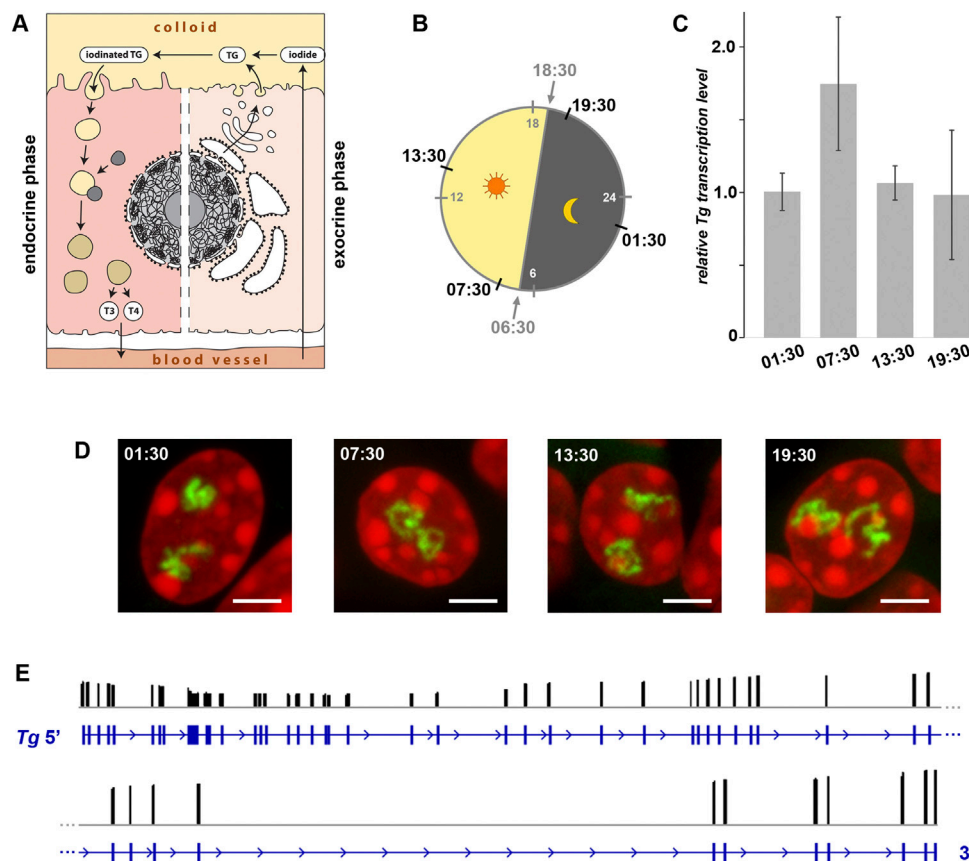 A
colloid
iodinated TG
TG
iodide
endocrine phase
exocrine phase
T3
T4
blood vessel
B
18:30
19:30
18
13:30
12
24
01:30
6
07:30
06:30
C
relative Tg transcription level
2.0
1.0
0
01:30
07:30
13:30
19:30
D
01:30
07:30
13:30
19:30
E
Tg 5’
...
...
...
...
3